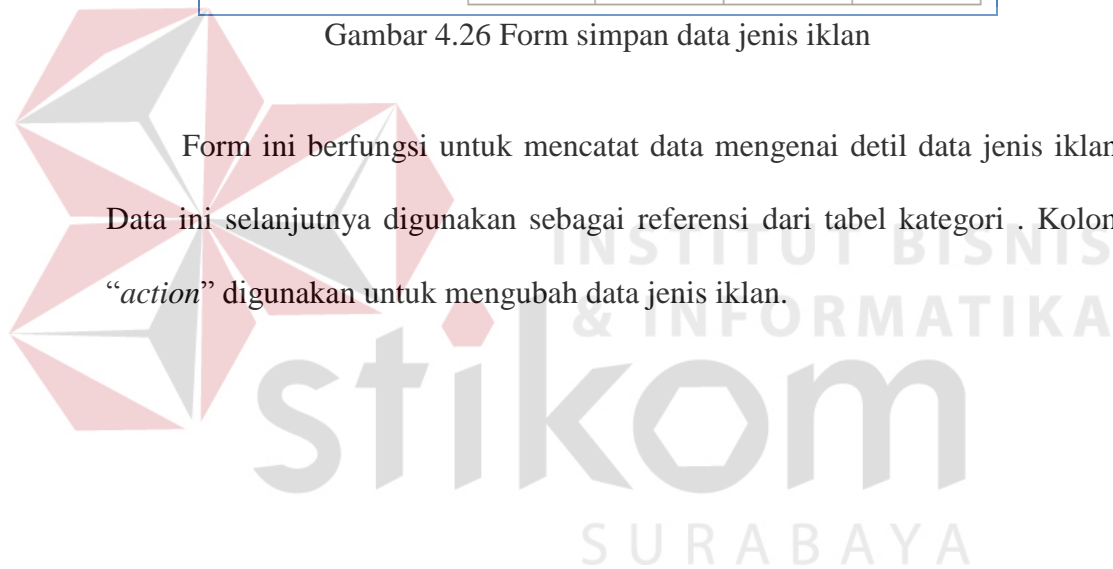 Gambar 4.26 Form simpan data jenis iklan
Form ini berfungsi untuk mencatat data mengenai detil data jenis iklan
Data ini selanjutnya digunakan sebagai referensi dari tabel kategori . Kolom
“action” digunakan untuk mengubah data jenis iklan.
INSTITUT BISNIS
& INFORMATIKA
stikom
SURABAYA